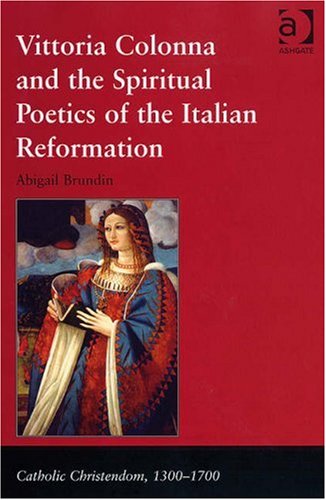 ASHGATE
Vittoria Colonna
and the Spiritual
Poetics of the Italian
Reformation
Abigail Brundin
Catholic Christendom, 1300–1700